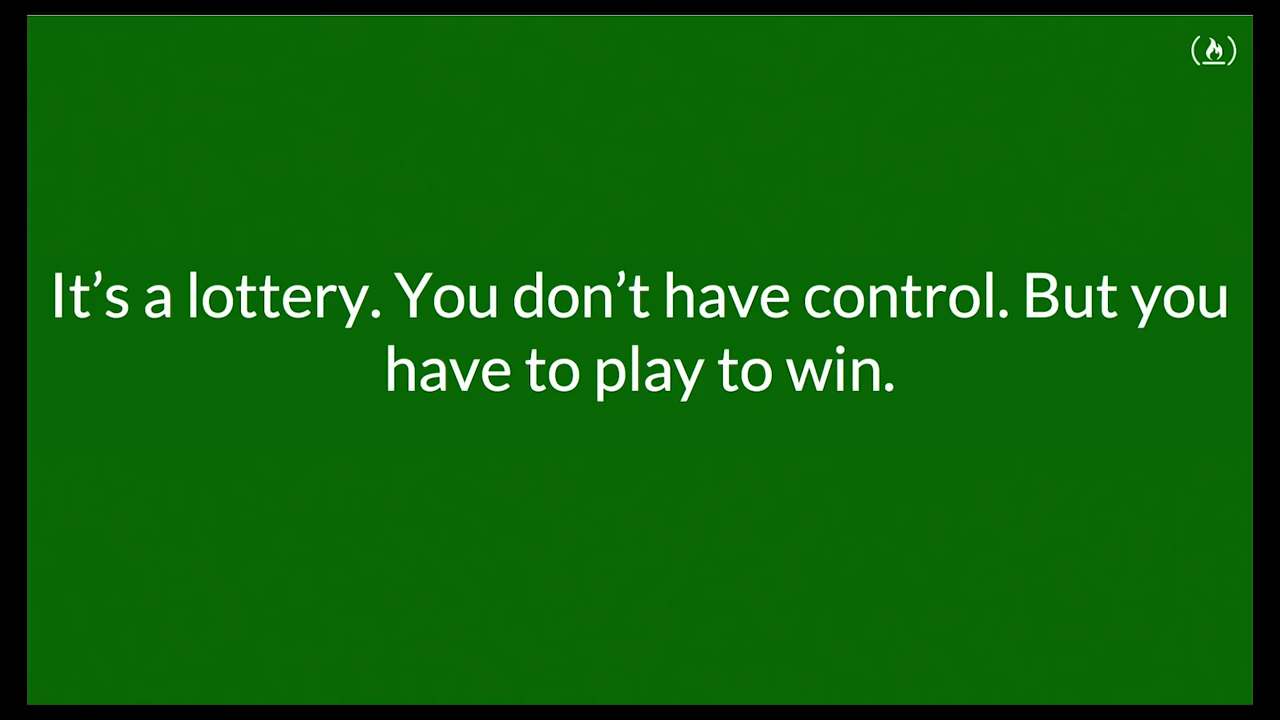 It’s a lottery. You don’t have control. But you
have to play to win.